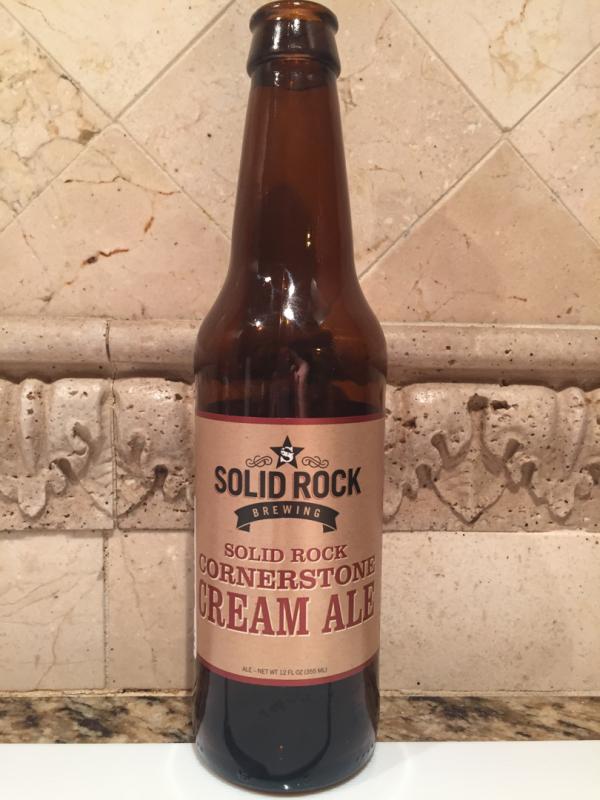 S
SOLID ROCK
BREWING
SOLID ROCK
CORNERSTONE
CREAM ALE
ALE - NET WT 12 FL OZ (355 ML)